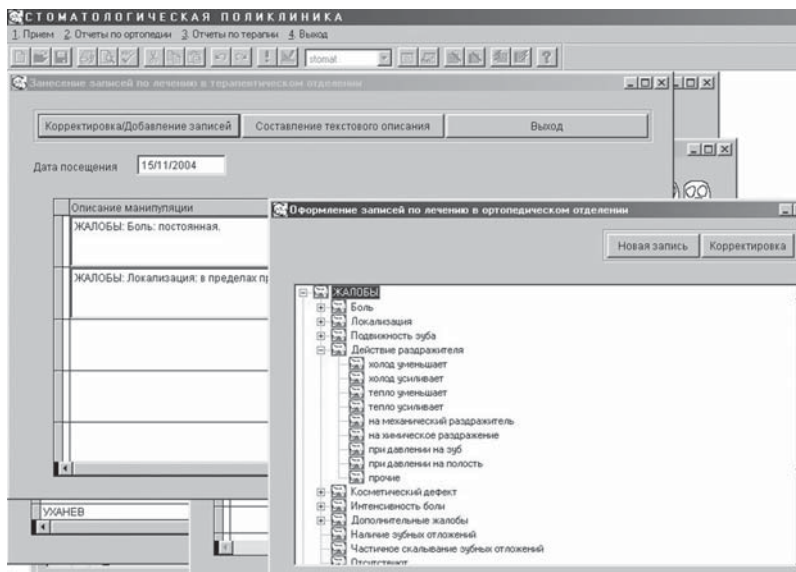 СТОМАТОЛОГИЧЕСКАЯ ПОЛИКЛИНИКА
1. Прием 2. Отчеты по ортопедии 3. Отчеты по терапии 4. Выход
stomat
Занесение записей по лечению в терапевтическом отделении
Корректировка/Добавление записей
Составление текстового описания
Выход
Дата посещения 15/11/2004
Описание манипуляции
ЖАЛОБЫ: Боль: постоянная.
ЖАЛОБЫ: Локализация: в пределах
УХАНЕВ
Оформление записей по лечению в ортопедическом отделении
Новая запись
Корректировка
ЖАЛОБЫ
Боль
Локализация
Подвижность зуба
Действие раздражителя
холод уменьшает
холод усиливает
тепло уменьшает
тепло усиливает
на механический раздражитель
на химическое раздражение
при давлении на зуб
при давлении на полость
прочие
Косметический дефект
Интенсивность боли
Дополнительные жалобы
Наличие зубных отложений
Частичное скалывание зубных отложений
Отсутствуют